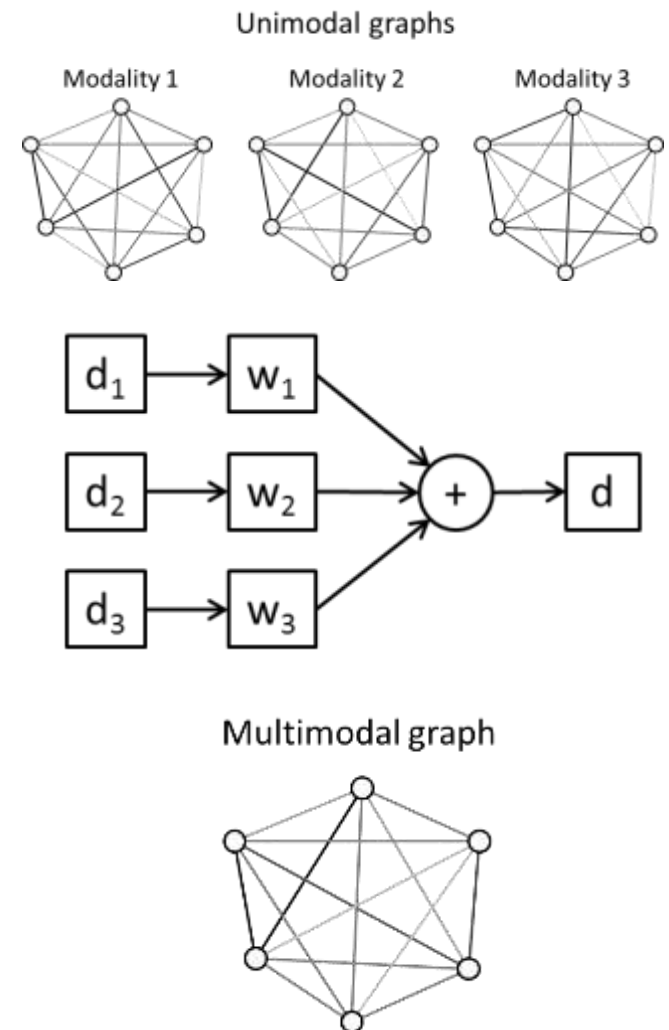 Unimodal graphs
Modality 1 Modality 2 Modality 3
d₁ w₁
d₂ w₂ + d
d₃ w₃
Multimodal graph